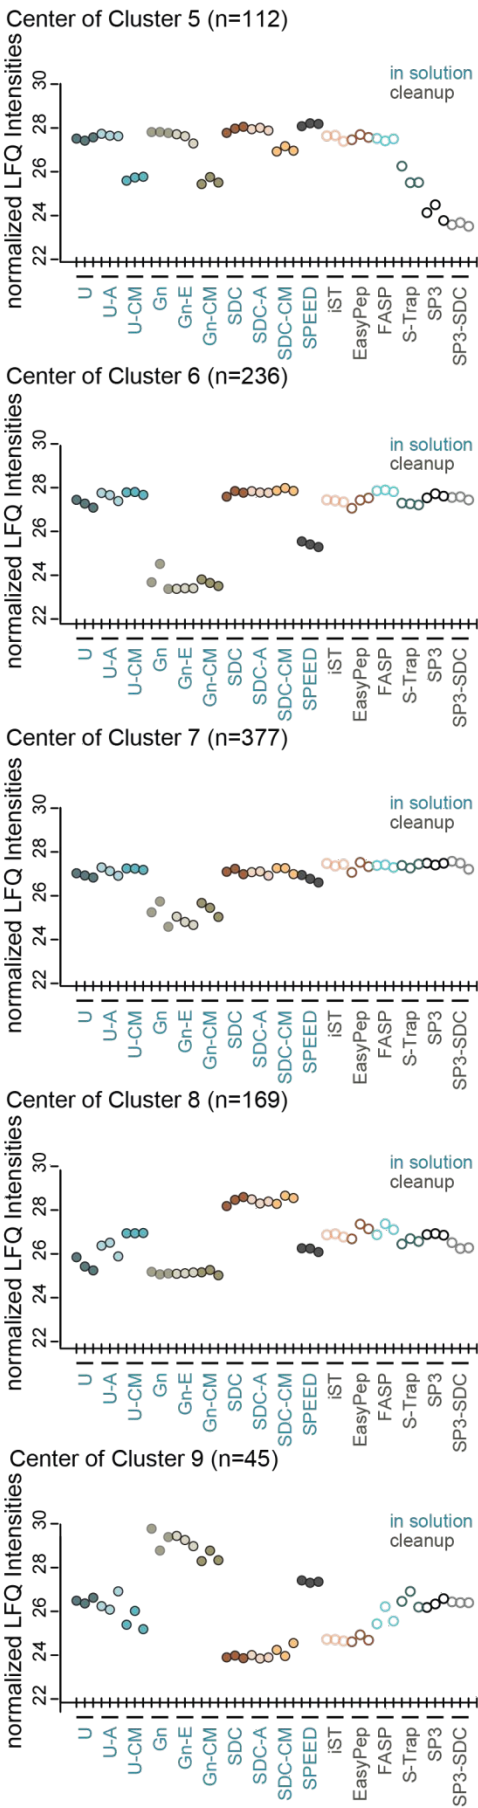 Center of Cluster 5 (n=112)
normalized LFQ Intensities
30
28
26
24
22
in solution
cleanup
U
U-A
U-CM
Gn
Gn-E
Gn-CM
SDC
SDC-A
SDC-CM
SPEED
iST
EasyPep
FASP
S-Trap
SP3
SP3-SDC
Center of Cluster 6 (n=236)
normalized LFQ Intensities
30
28
26
24
22
in solution
cleanup
U
U-A
U-CM
Gn
Gn-E
Gn-CM
SDC
SDC-A
SDC-CM
SPEED
iST
EasyPep
FASP
S-Trap
SP3
SP3-SDC
Center of Cluster 7 (n=377)
normalized LFQ Intensities
30
28
26
24
22
in solution
cleanup
U
U-A
U-CM
Gn
Gn-E
Gn-CM
SDC
SDC-A
SDC-CM
SPEED
iST
EasyPep
FASP
S-Trap
SP3
SP3-SDC
Center of Cluster 8 (n=169)
normalized LFQ Intensities
30
28
26
24
22
in solution
cleanup
U
U-A
U-CM
Gn
Gn-E
Gn-CM
SDC
SDC-A
SDC-CM
SPEED
iST
EasyPep
FASP
S-Trap
SP3
SP3-SDC
Center of Cluster 9 (n=45)
normalized LFQ Intensities
30
28
26
24
22
in solution
cleanup
U
U-A
U-CM
Gn
Gn-E
Gn-CM
SDC
SDC-A
SDC-CM
SPEED
iST
EasyPep
FASP
S-Trap
SP3
SP3-SDC